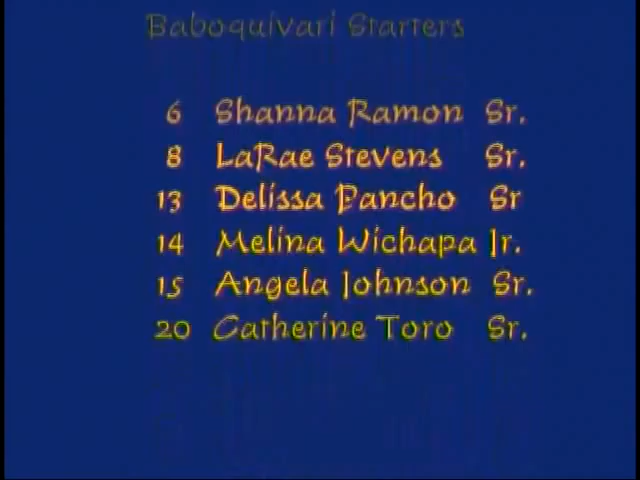 Baboquivari Starters
6 Shanna Ramon Sr.
8 LaRae Stevens Sr.
13 Delissa Pancho Sr
14 Melina Wichapa Jr.
15 Angela Johnson Sr.
20 Catherine Toro Sr.